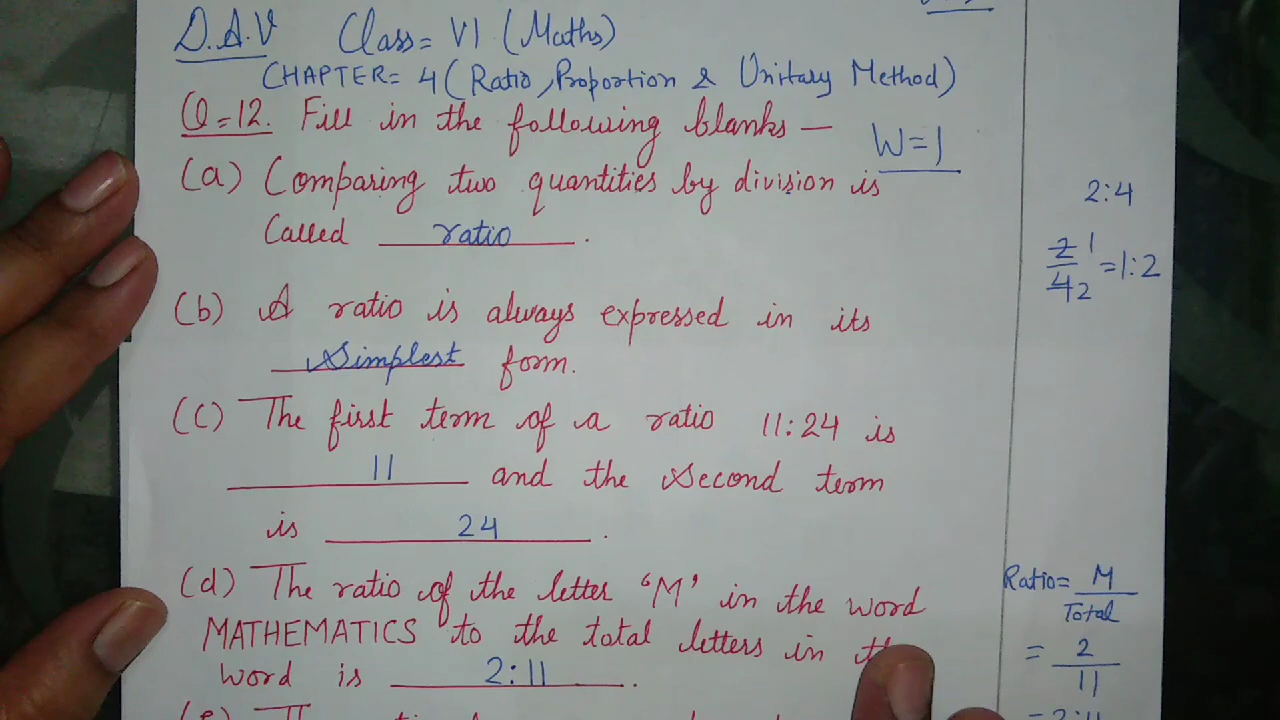 D.A.V Class= VI (Maths)
CHAPTER= 4 (Ratio, Proportion & Unitary Method)
Q=12. Fill in the following blanks —
W=1
(a) Comparing two quantities by division is
Called ratio.
2:4
2/4 1/2 =1:2
(b) A ratio is always expressed in its
Simplest form.
(c) The first term of a ratio 11:24 is
11 and the second term
is 24.
(d) The ratio of the letter 'M' in the word
MATHEMATICS to the total letters in
word is 2:11.
Ratio= M
Total
= 2
11
= 2:11
(e)